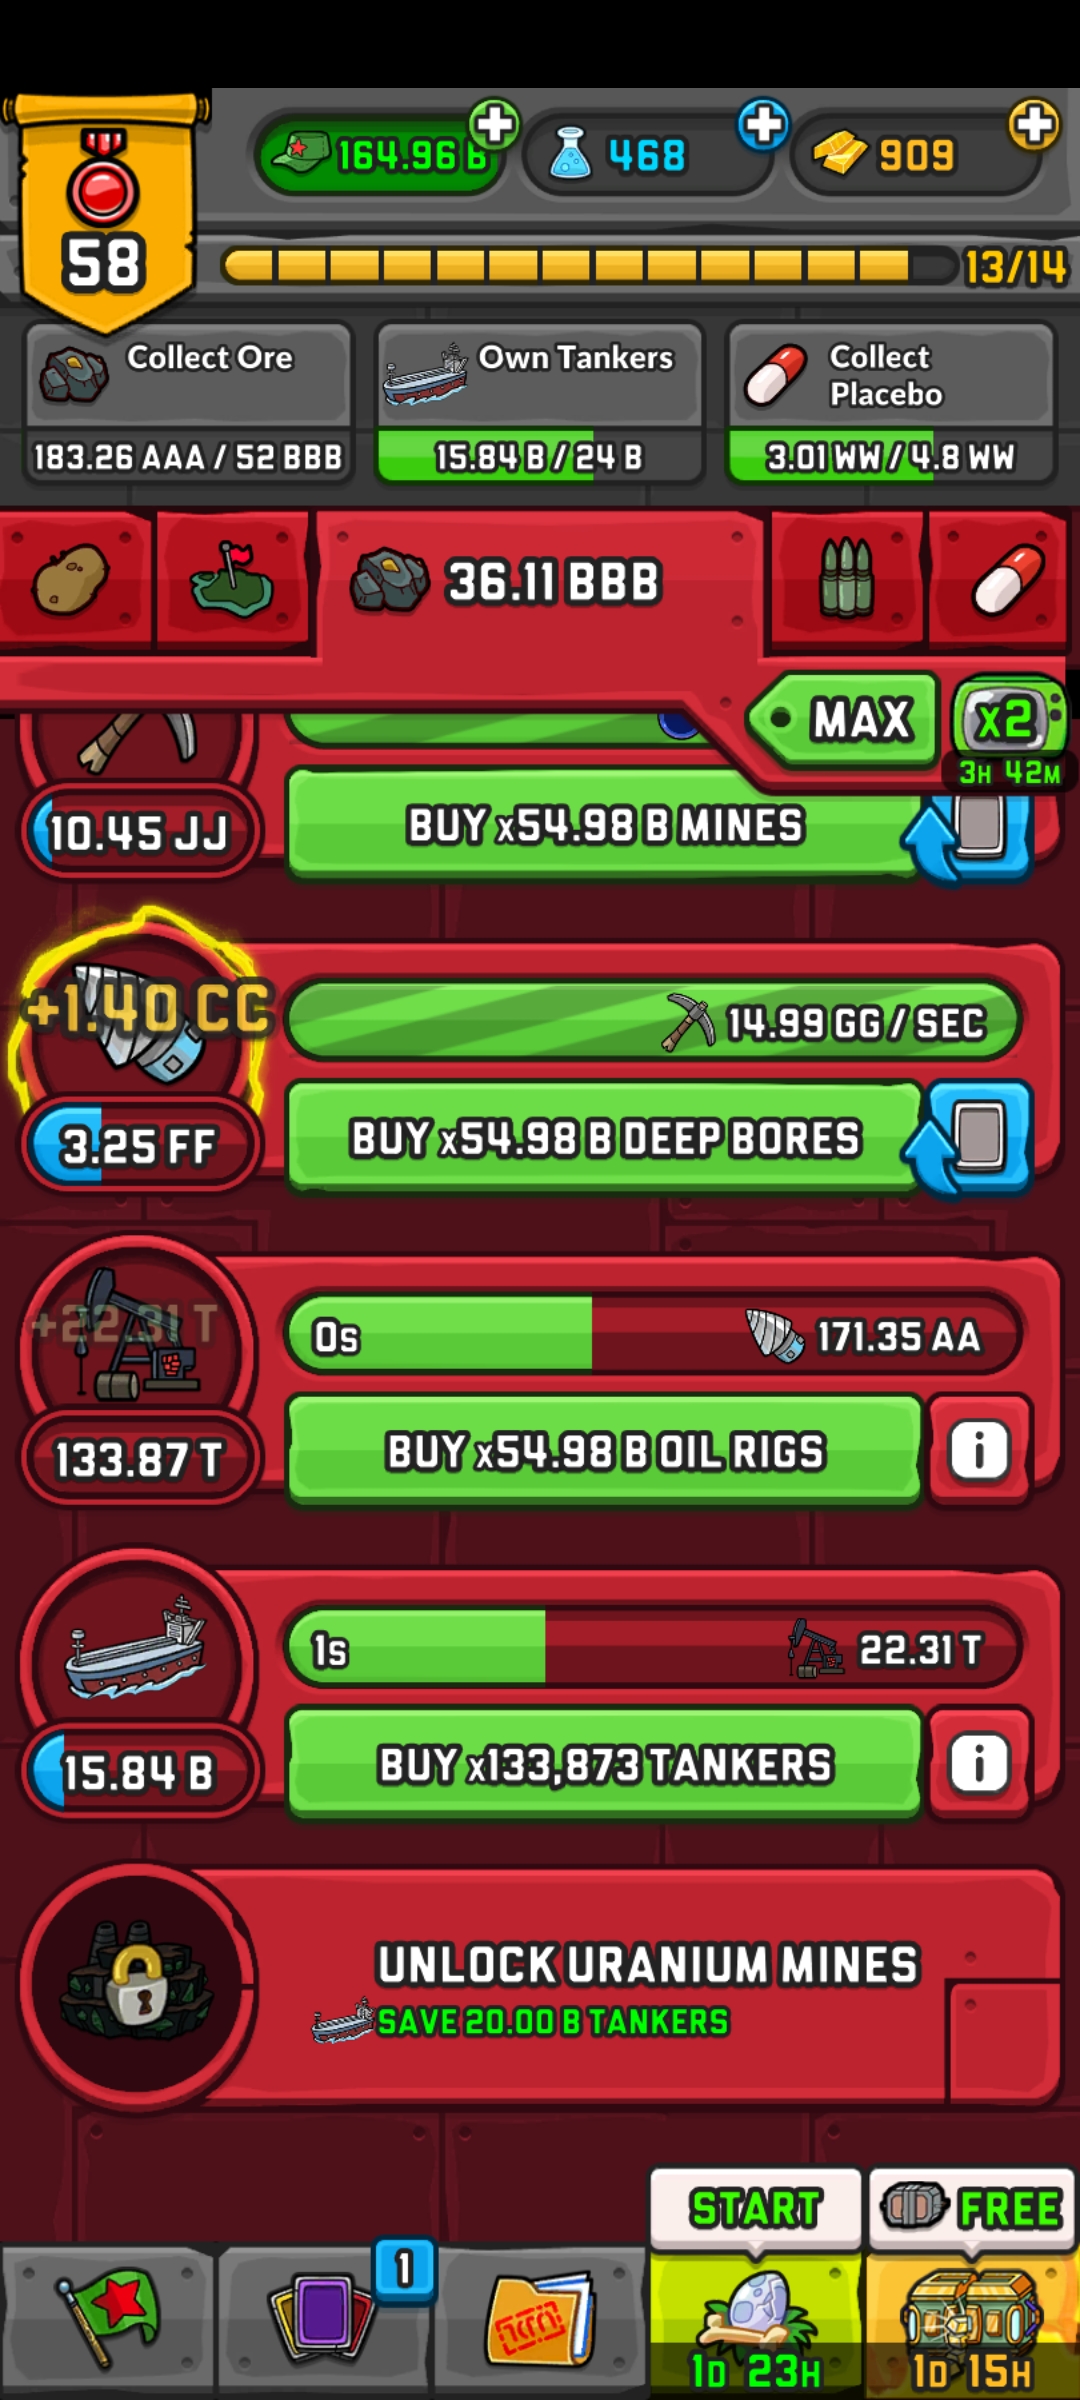 164.96 B
468
909
58
13/14
Collect Ore
183.26 AAA / 52 BBB
Own Tankers
15.84 B / 24 B
Collect
Placebo
3.01 WW / 4.8 WW
36.11 BBB
MAX
x2
3H 42M
10.45 JJ
BUY x54.98 B MINES
+1.40 CC
14.99 GG / SEC
3.25 FF
BUY x54.98 B DEEP BORES
+22.31 T
0s
171.35 AA
133.87 T
BUY x54.98 B OIL RIGS
i
1s
22.31 T
15.84 B
BUY x133,873 TANKERS
i
UNLOCK URANIUM MINES
SAVE 20.00 B TANKERS
START
FREE
1
1D 23H
1D 15H